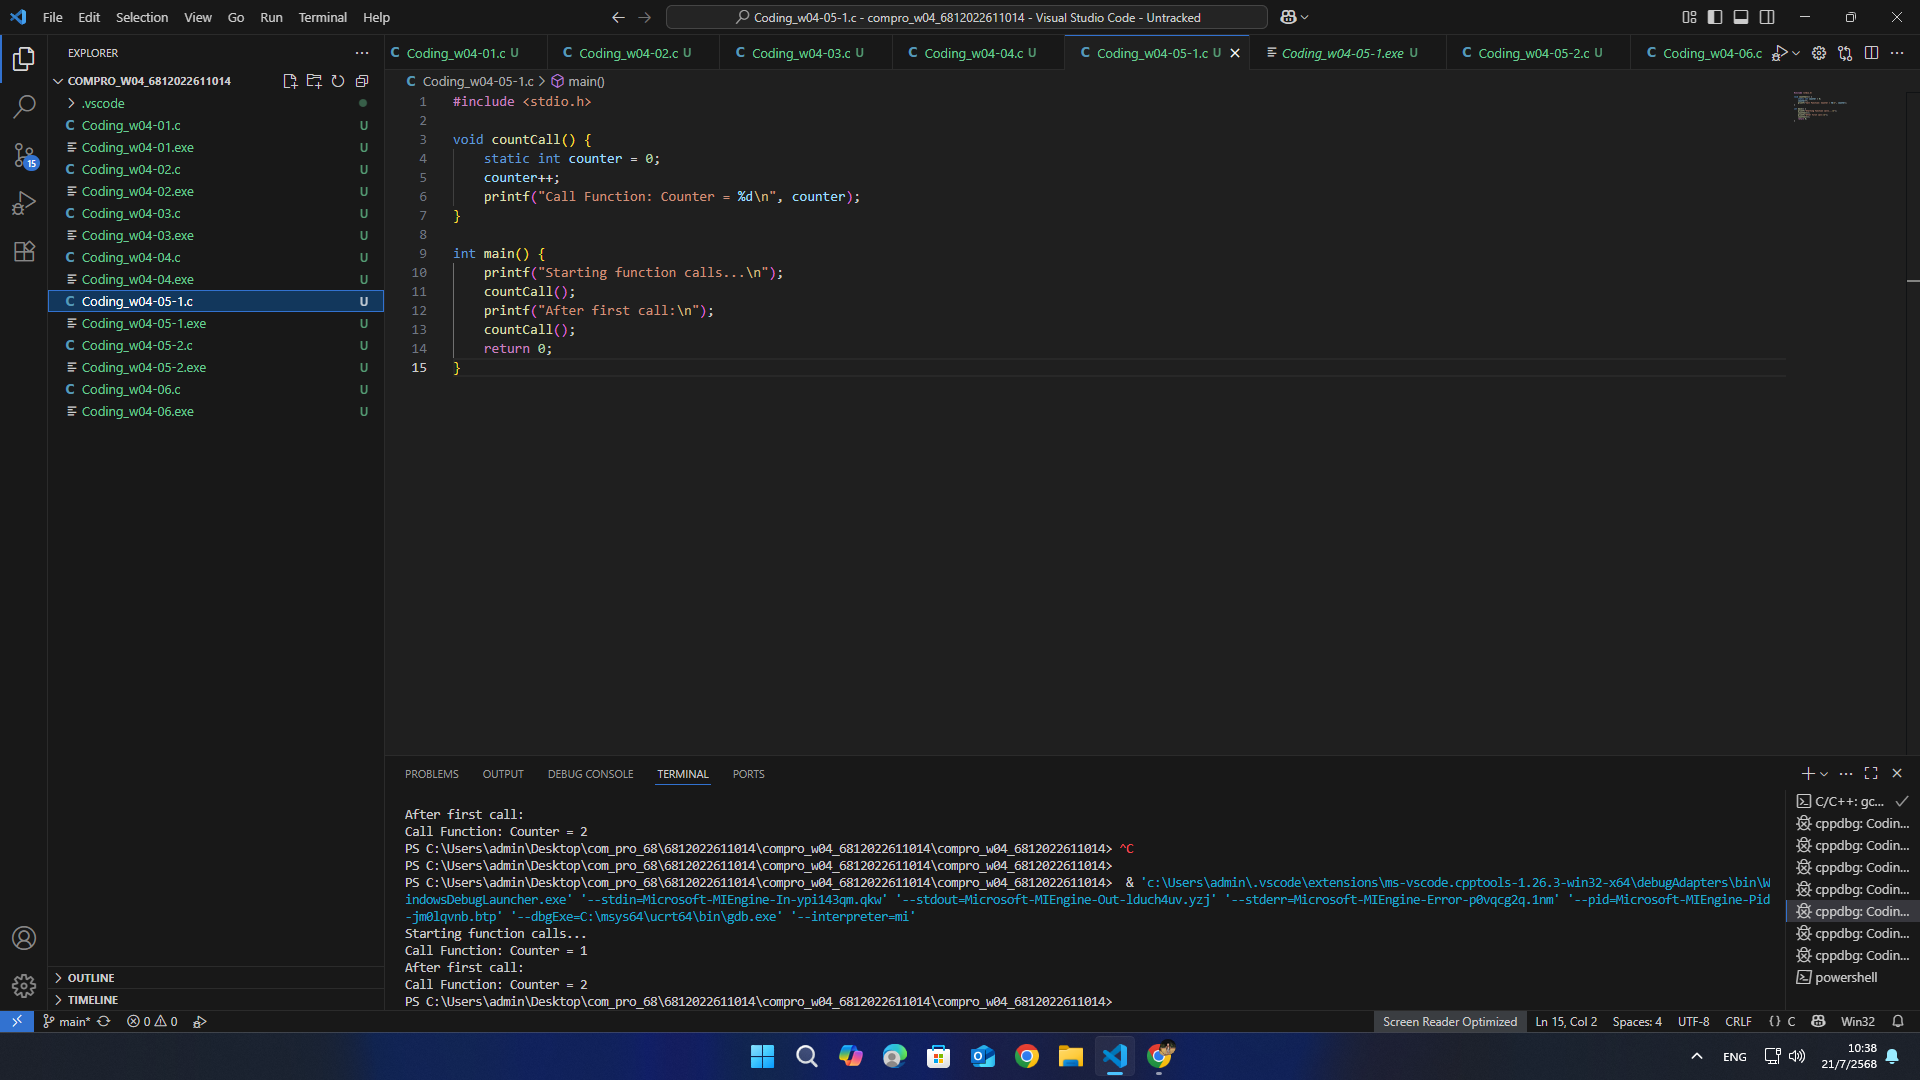 File Edit Selection View Go Run Terminal Help
Coding_w04-05-1.c - compro_w04_6812022611014 - Visual Studio Code - Untracked
EXPLORER
COMPRO_W04_6812022611014
.vscode
C Coding_w04-01.c U
Coding_w04-01.exe U
C Coding_w04-02.c U
Coding_w04-02.exe U
C Coding_w04-03.c U
Coding_w04-03.exe U
C Coding_w04-04.c U
Coding_w04-04.exe U
C Coding_w04-05-1.c U
Coding_w04-05-1.exe U
C Coding_w04-05-2.c U
Coding_w04-05-2.exe U
C Coding_w04-06.c U
Coding_w04-06.exe U
15
OUTLINE
TIMELINE
C Coding_w04-01.c U C Coding_w04-02.c U C Coding_w04-03.c U C Coding_w04-04.c U C Coding_w04-05-1.c U Coding_w04-05-1.exe U C Coding_w04-05-2.c U C Coding_w04-06.c
C Coding_w04-05-1.c > main()
1 #include <stdio.h>
2
3 void countCall() {
4 static int counter = 0;
5 counter++;
6 printf("Call Function: Counter = %d\n", counter);
7 }
8
9 int main() {
10 printf("Starting function calls...\n");
11 countCall();
12 printf("After first call:\n");
13 countCall();
14 return 0;
15 }
PROBLEMS OUTPUT DEBUG CONSOLE TERMINAL PORTS
After first call:
Call Function: Counter = 2
PS C:\Users\admin\Desktop\com_pro_68\6812022611014\compro_w04_6812022611014\compro_w04_6812022611014> ^C
PS C:\Users\admin\Desktop\com_pro_68\6812022611014\compro_w04_6812022611014\compro_w04_6812022611014>
PS C:\Users\admin\Desktop\com_pro_68\6812022611014\compro_w04_6812022611014\compro_w04_6812022611014> & 'c:\Users\admin\.vscode\extensions\ms-vscode.cpptools-1.26.3-win32-x64\debugAdapters\bin\W
indowsDebugLauncher.exe' '--stdin=Microsoft-MIEngine-In-ypi143qm.qkw' '--stdout=Microsoft-MIEngine-Out-lduch4uv.yzj' '--stderr=Microsoft-MIEngine-Error-p0vqcg2q.1nm' '--pid=Microsoft-MIEngine-Pid
-jm0lqvnb.btp' '--dbgExe=C:\msys64\ucrt64\bin\gdb.exe' '--interpreter=mi'
Starting function calls...
Call Function: Counter = 1
After first call:
Call Function: Counter = 2
PS C:\Users\admin\Desktop\com_pro_68\6812022611014\compro_w04_6812022611014\compro_w04_6812022611014>
C/C++: gc...
cppdbg: Codin...
cppdbg: Codin...
cppdbg: Codin...
cppdbg: Codin...
cppdbg: Codin...
cppdbg: Codin...
cppdbg: Codin...
powershell
main* 0 0
Screen Reader Optimized Ln 15, Col 2 Spaces: 4 UTF-8 CRLF {} C Win32
ENG
10:38
21/7/2568